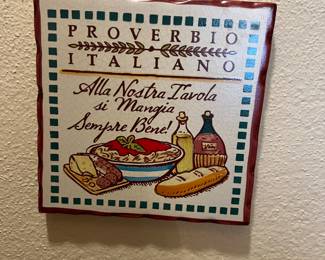 PROVERBIO
ITALIANO
Alla Nostra Tavola
si Mangia
Sempre Bene!